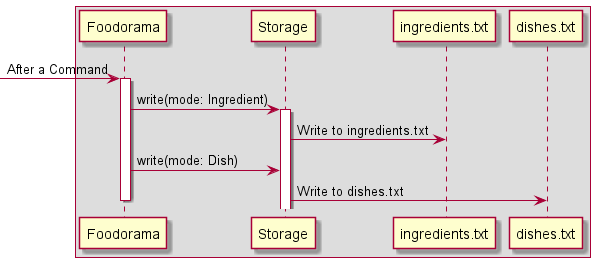 Foodorama Storage ingredients.txt dishes.txt
After a Command
write(mode: Ingredient)
Write to ingredients.txt
write(mode: Dish)
Write to dishes.txt
Foodorama Storage ingredients.txt dishes.txt